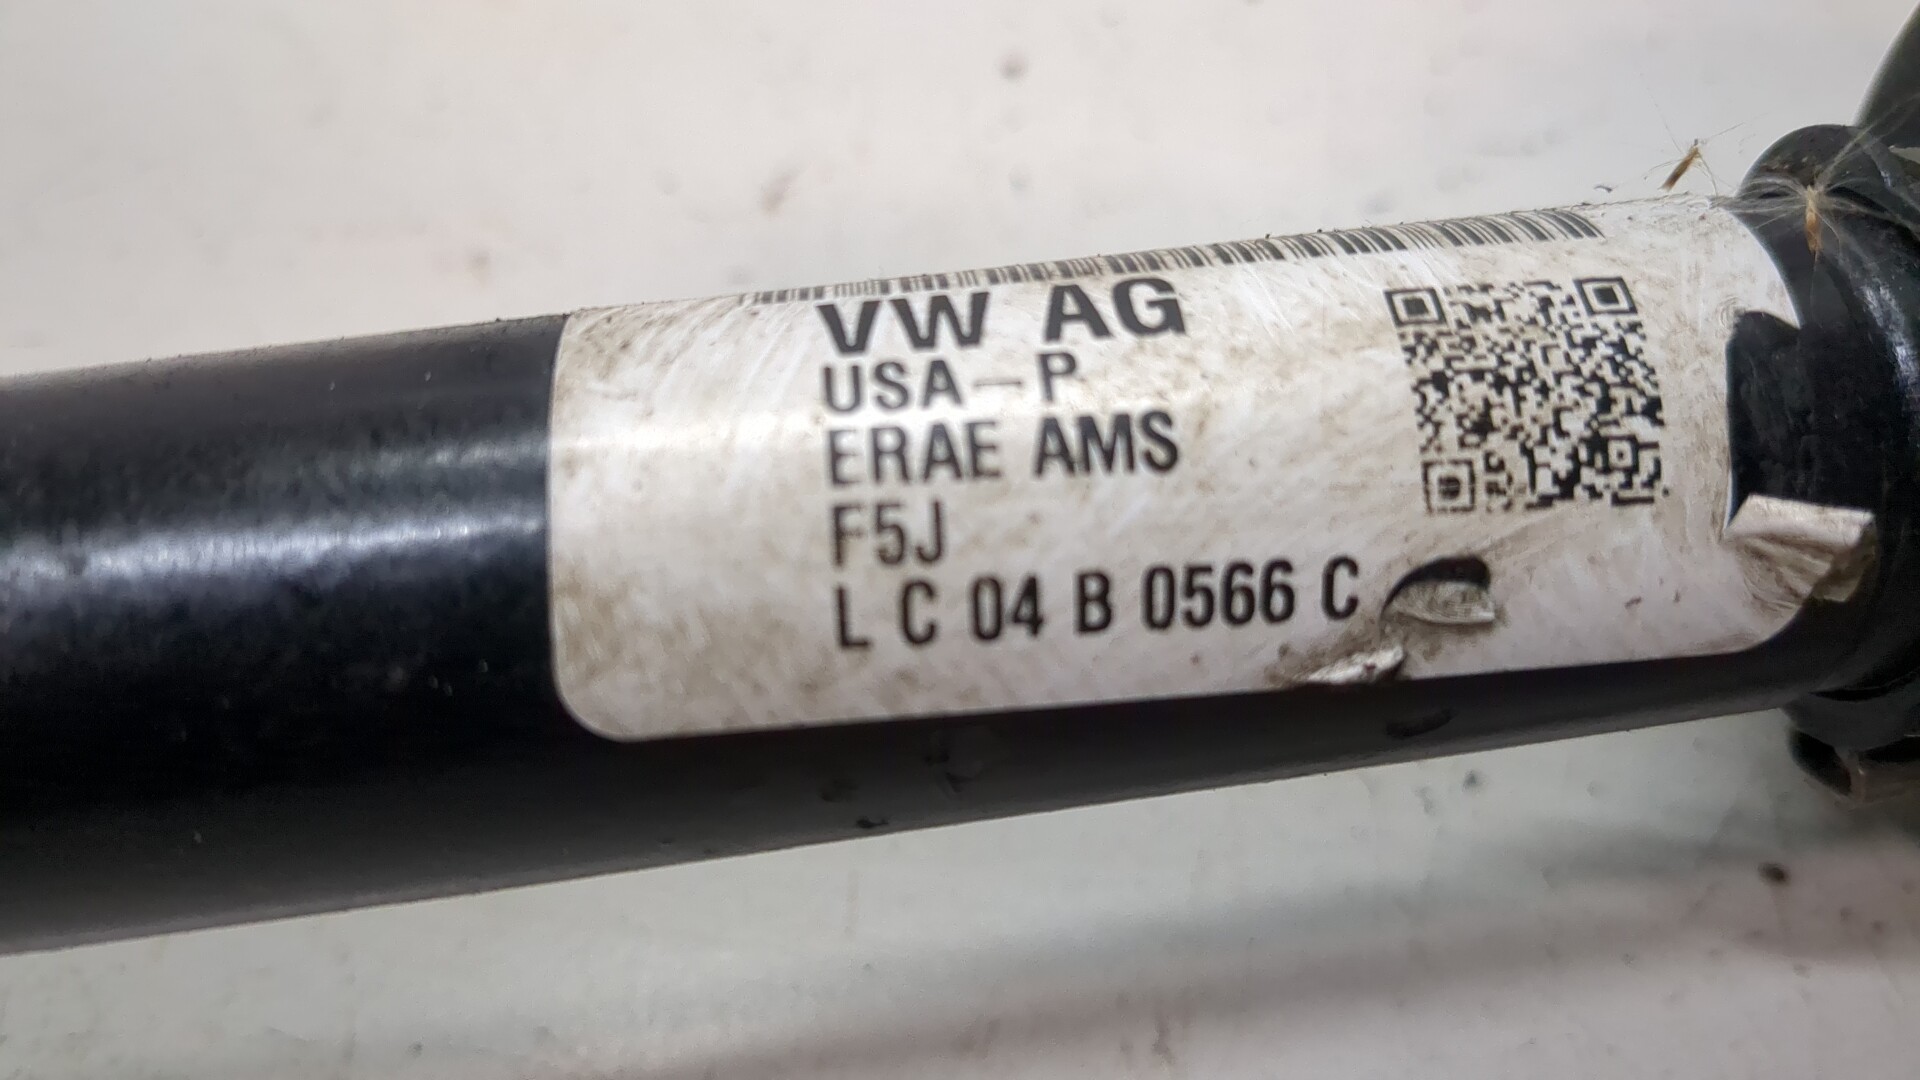 VW AG
USA-P
ERAE AMS
F5J
L C 04 B 0566 C